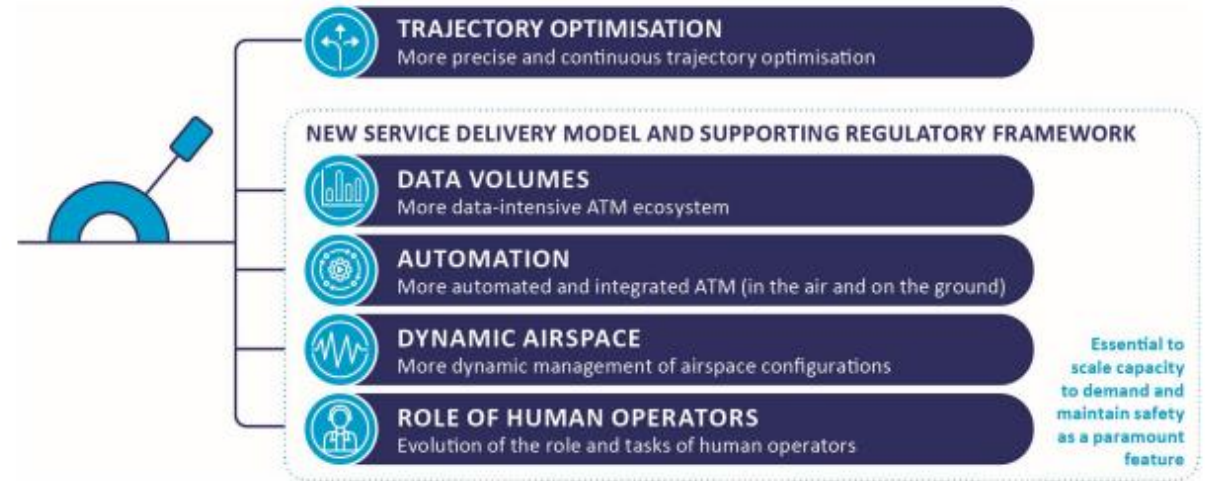 TRAJECTORY OPTIMISATION
More precise and continuous trajectory optimisation
NEW SERVICE DELIVERY MODEL AND SUPPORTING REGULATORY FRAMEWORK
DATA VOLUMES
More data-intensive ATM ecosystem
AUTOMATION
More automated and integrated ATM (in the air and on the ground)
DYNAMIC AIRSPACE
More dynamic management of airspace configurations
ROLE OF HUMAN OPERATORS
Evolution of the role and tasks of human operators
Essential to
scale capacity
to demand and
maintain safety
as a paramount
feature